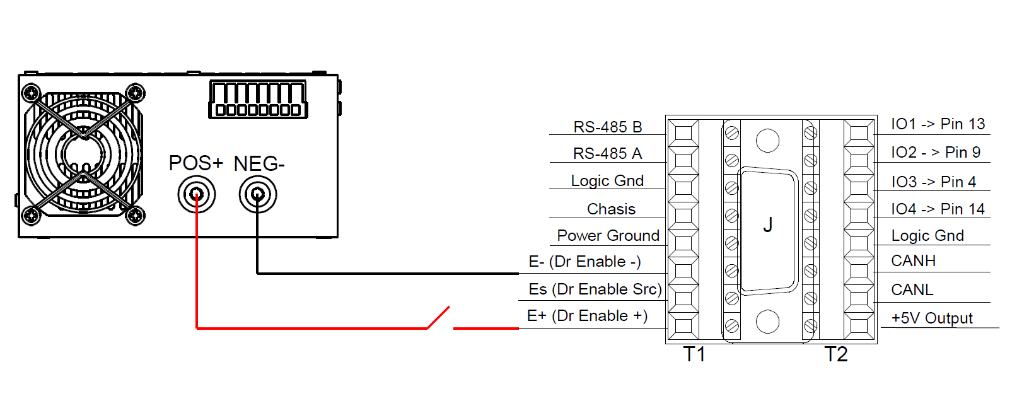 POS+ NEG-
RS-485 B
RS-485 A
Logic Gnd
Chasis
Power Ground
E- (Dr Enable -)
Es (Dr Enable Src)
E+ (Dr Enable +)
J
T1
T2
IO1 -> Pin 13
IO2 - > Pin 9
IO3 -> Pin 4
IO4 -> Pin 14
Logic Gnd
CANH
CANL
+5V Output